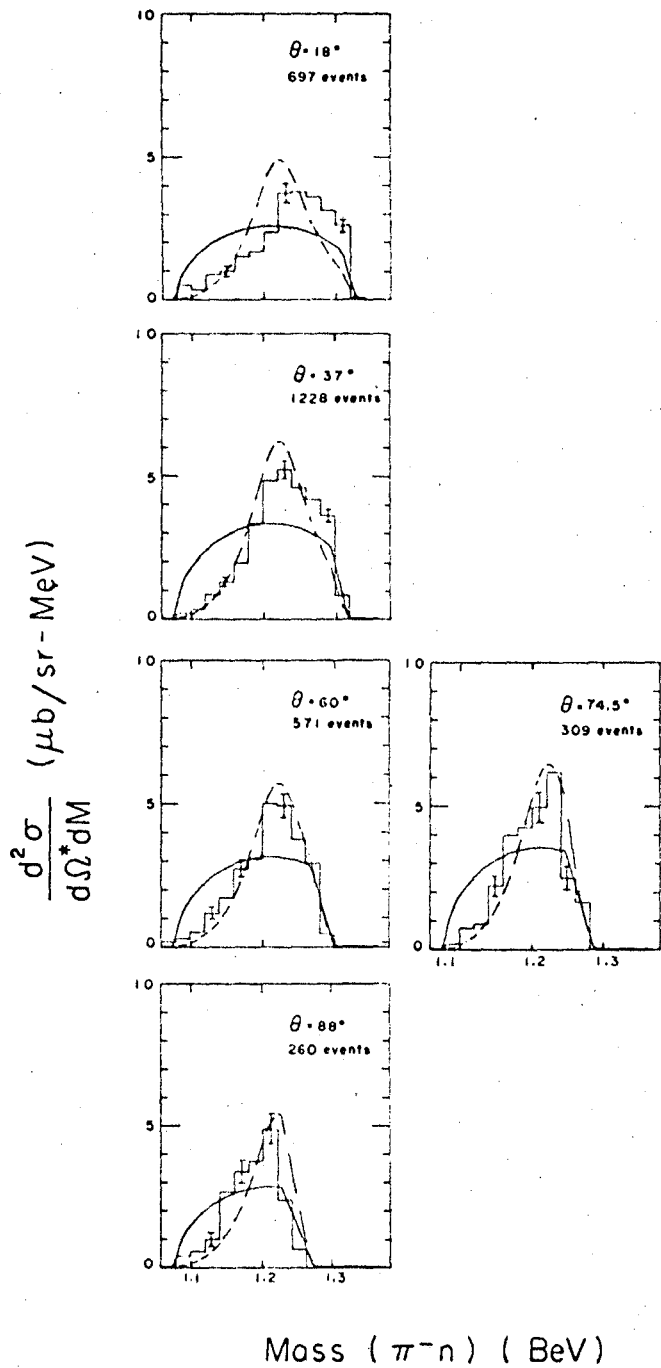 10
θ = 18°
697 events
5
0
10
θ = 37°
1228 events
5
0
10
θ = 60°
571 events
5
0
10
θ = 74.5°
309 events
5
0
1.1 1.2 1.3
10
θ = 88°
260 events
5
0
1.1 1.2 1.3
d²σ / dΩ*dM (μb/sr-MeV)
Mass (π⁻n) (BeV)